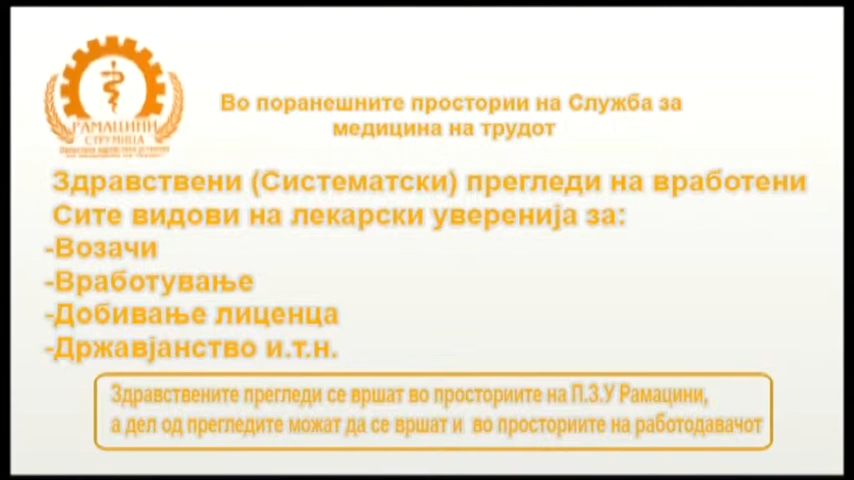 РАМАЦИНИ
СТРУМИЦА
Во поранешните простории на Служба за
медицина на трудот
Здравствени (Систематски) прегледи на вработени
Сите видови на лекарски уверенија за:
-Возачи
-Вработување
-Добивање лиценца
-Државјанство и.т.н.
Здравствените прегледи се вршат во просториите на П.З.У Рамацини,
а дел од прегледите можат да се вршат и во просториите на работодавачот